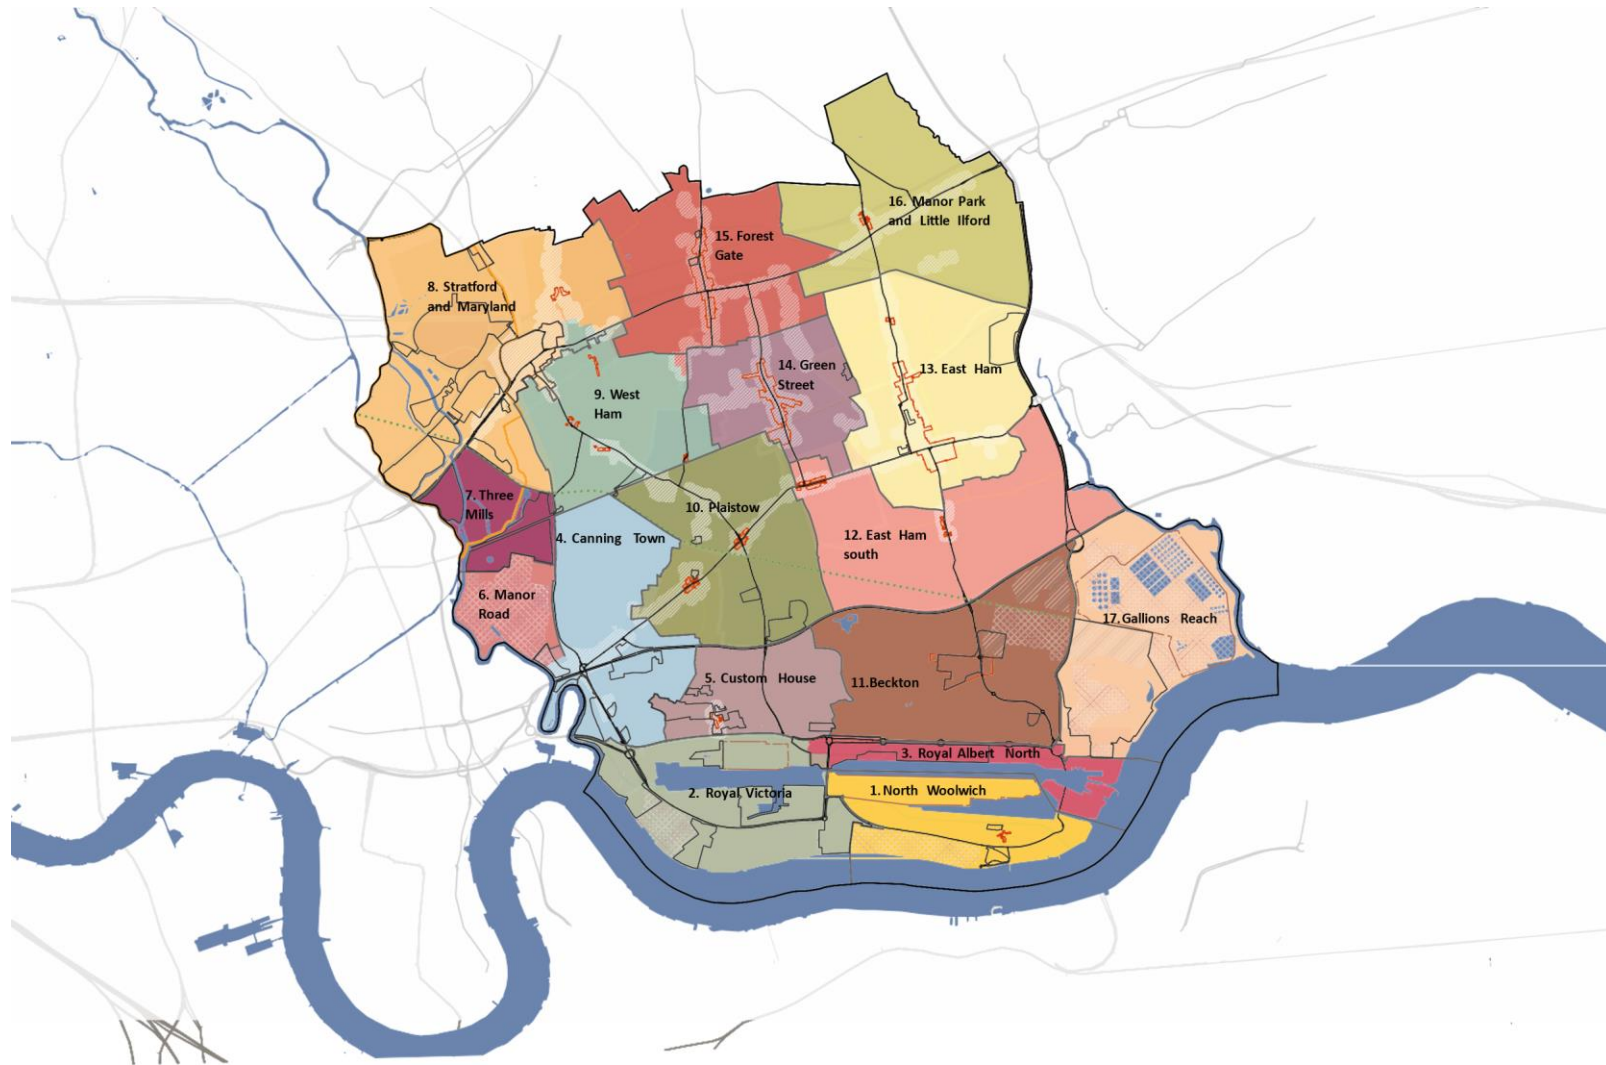 16. Manor Park
and Little Ilford
15. Forest
Gate
8. Stratford
and Maryland
14. Green
Street
13. East Ham
9. West
Ham
7. Three
Mills
10. Plaistow
4. Canning Town
12. East Ham
south
6. Manor
Road
17. Gallions Reach
5. Custom House
11.Beckton
3. Royal Albert North
2. Royal Victoria
1. North Woolwich